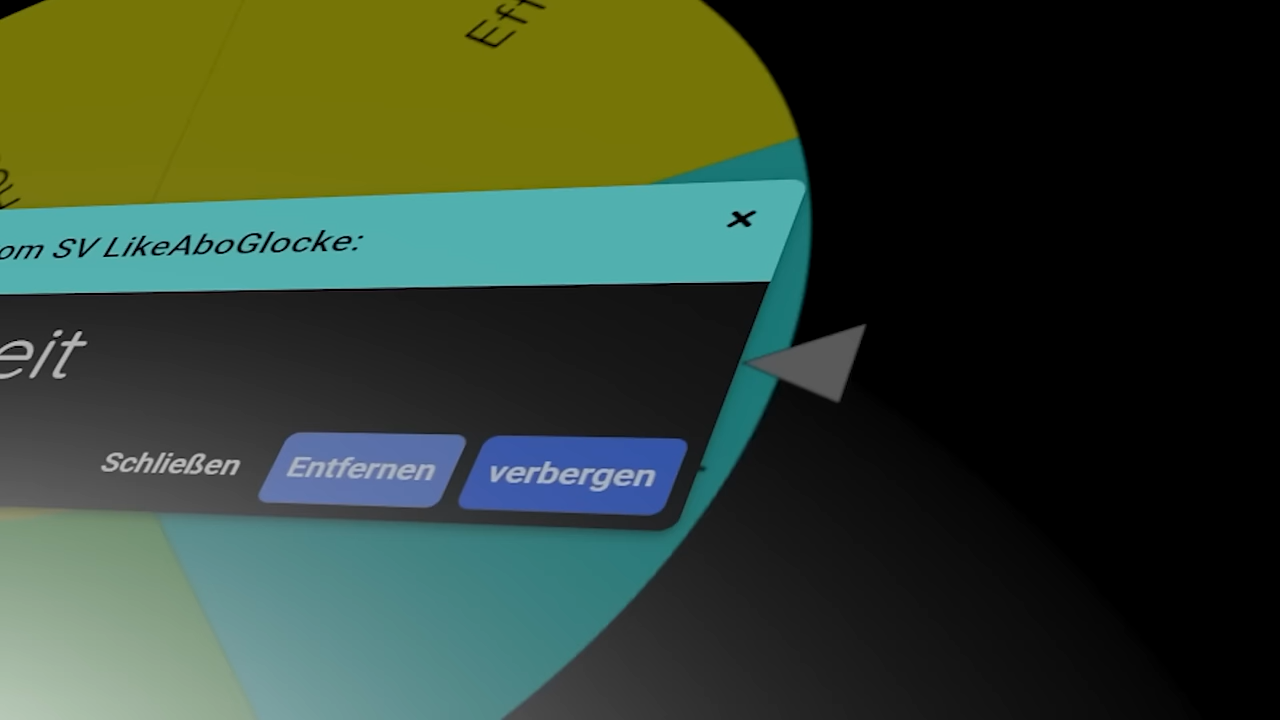 Eff
om SV LikeAboGlocke:
eit
Schließen
Entfernen
verbergen